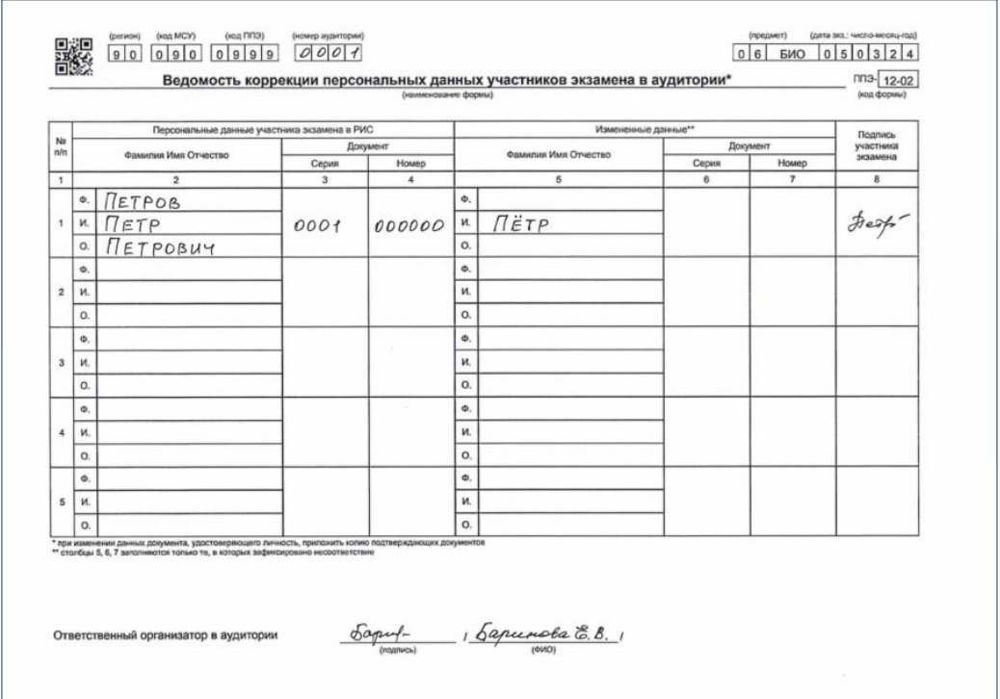 (регион) (код МСУ) (код ППЭ) (номер аудитории) (предмет) (дата экз.: число-месяц-год)
90 090 0999 0001 06 БИО 050324
Ведомость коррекции персональных данных участников экзамена в аудитории* ППЭ- 12-02
(наименование формы) (код формы)
№ п/п Персональные данные участника экзамена в РИС Измененные данные** Подпись участника экзамена
Фамилия Имя Отчество Документ Фамилия Имя Отчество Документ
Серия Номер Серия Номер
1 2 3 4 5 6 7 8
Ф. ПЕТРОВ Ф.
1 И. ПЕТР 0001 000000 И. ПЁТР Петр
О. ПЕТРОВИЧ О.
Ф. Ф.
2 И. И.
О. О.
Ф. Ф.
3 И. И.
О. О.
Ф. Ф.
4 И. И.
О. О.
Ф. Ф.
5 И. И.
О. О.
* при изменении данных документа, удостоверяющего личность, приложить копию подтверждающих документов
** столбцы 5, 6, 7 заполняются только те, в которых зафиксировано несоответствие
Ответственный организатор в аудитории / Баринова Е.В. /
(подпись) (ФИО)